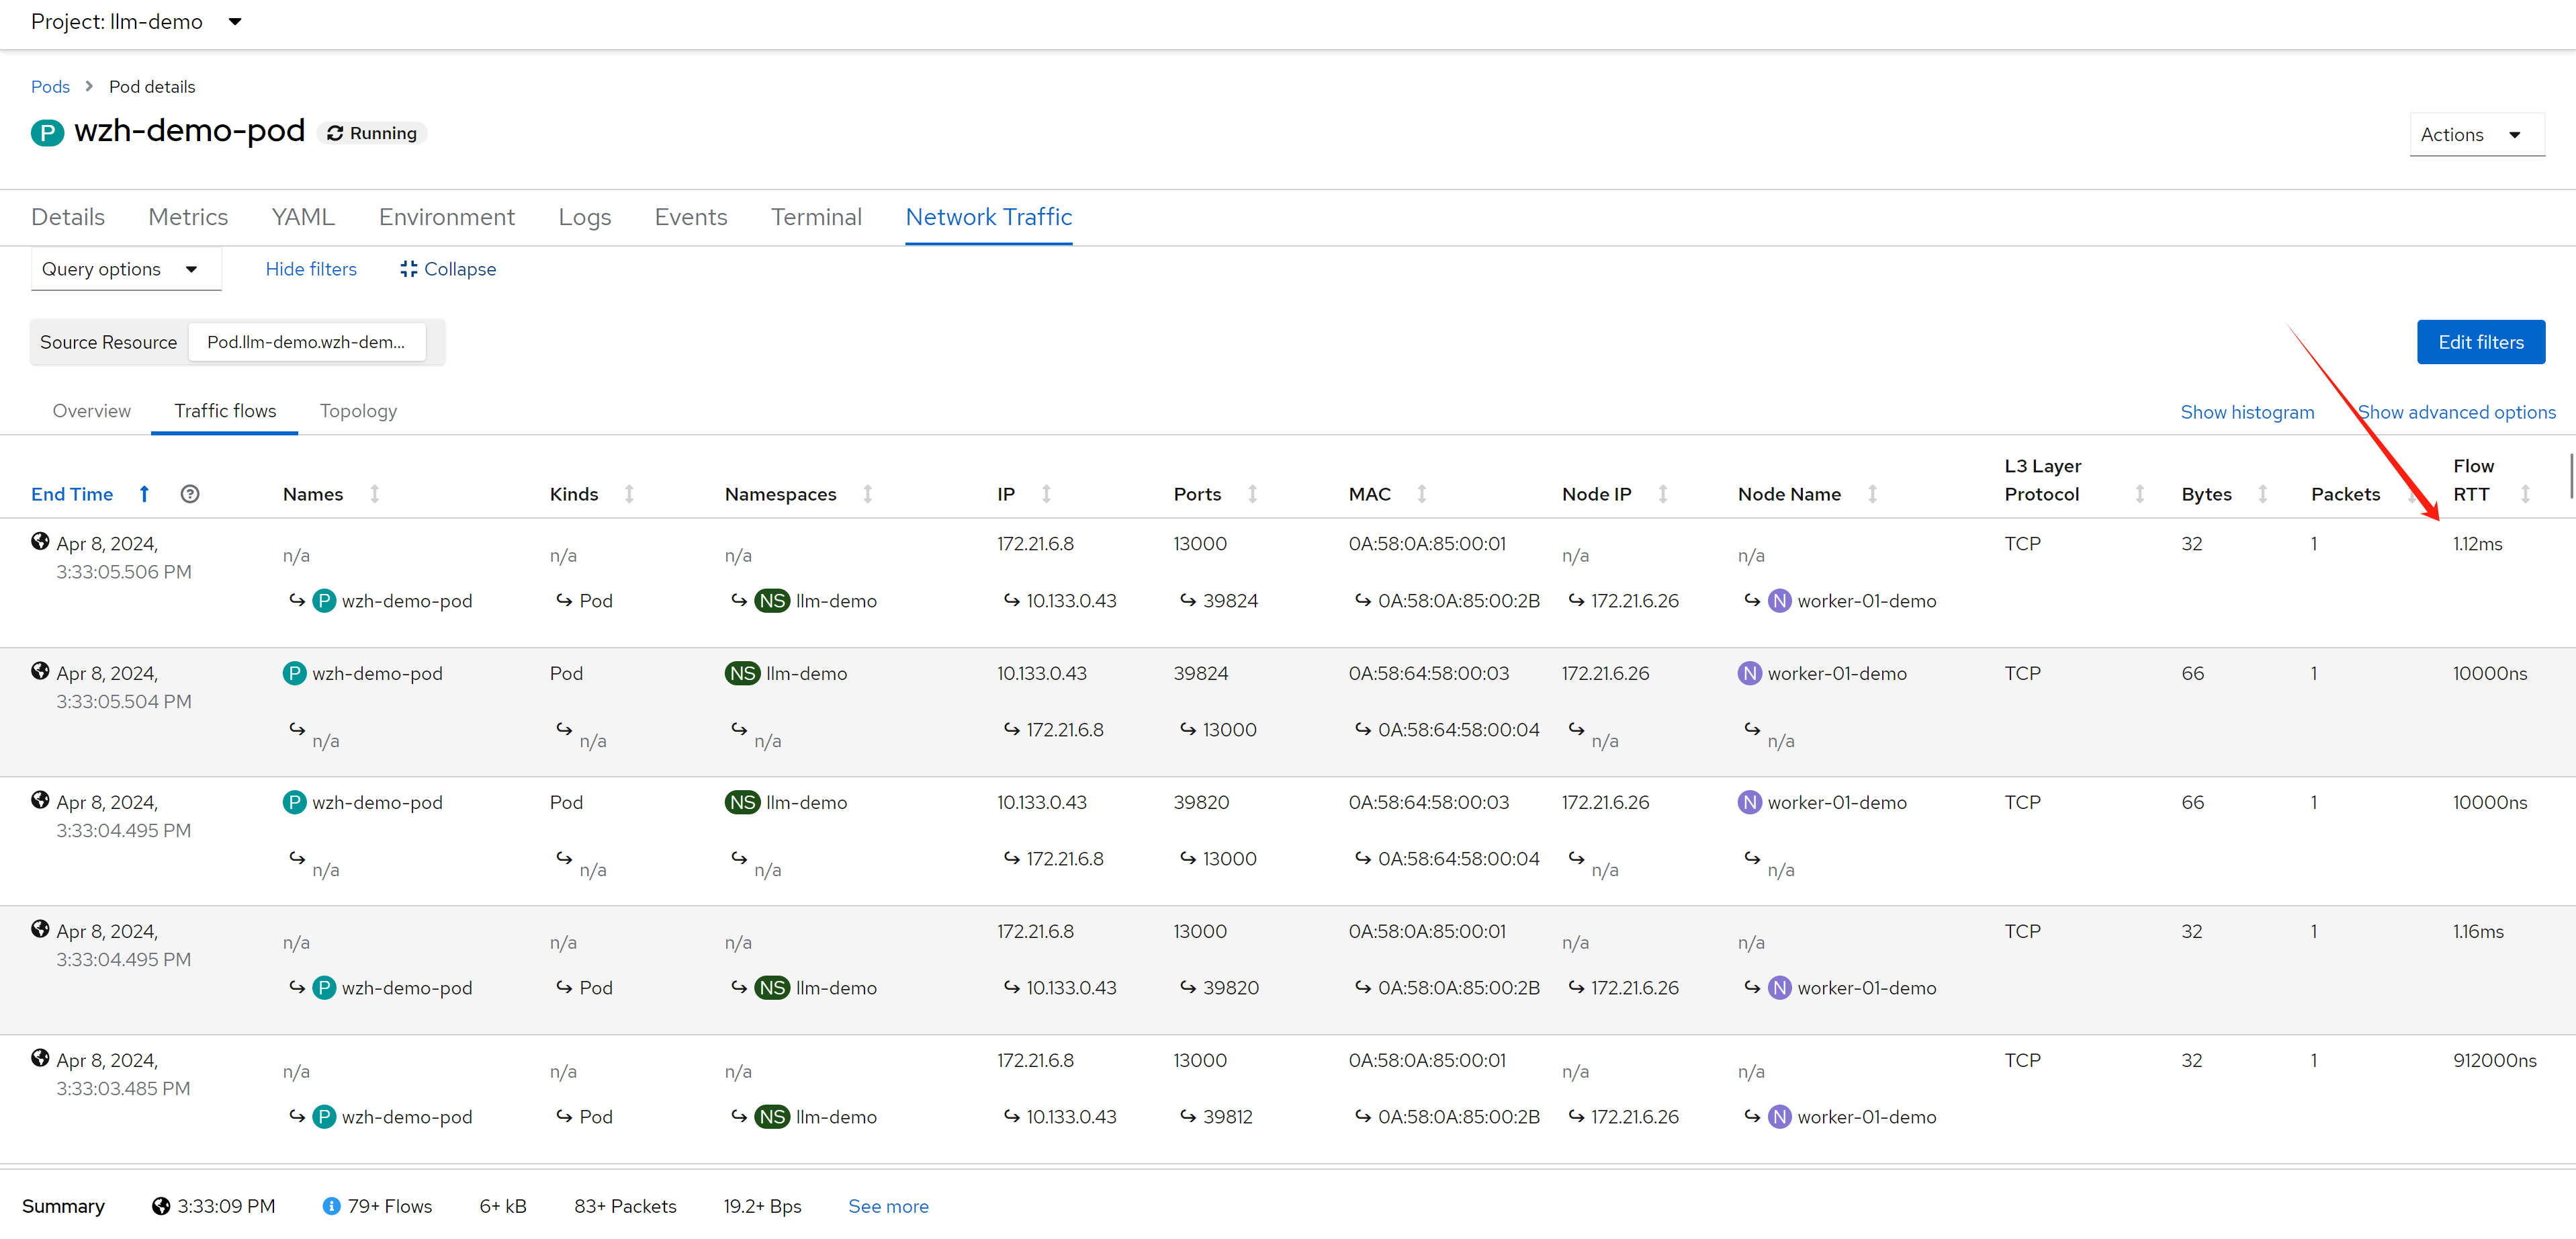 Project: llm-demo
Pods > Pod details
P wzh-demo-pod Running
Actions
Details Metrics YAML Environment Logs Events Terminal Network Traffic
Query options Hide filters Collapse
Source Resource Pod.llm-demo.wzh-dem... Edit filters
Overview Traffic flows Topology Show histogram Show advanced options
End Time Names Kinds Namespaces IP Ports MAC Node IP Node Name L3 Layer Protocol Bytes Packets Flow RTT
Apr 8, 2024, n/a n/a n/a 172.21.6.8 13000 0A:58:0A:85:00:01 n/a n/a TCP 32 1 1.12ms
3:33:05.506 PM
P wzh-demo-pod Pod NS llm-demo 10.133.0.43 39824 0A:58:0A:85:00:2B 172.21.6.26 N worker-01-demo
Apr 8, 2024, P wzh-demo-pod Pod NS llm-demo 10.133.0.43 39824 0A:58:64:58:00:03 172.21.6.26 N worker-01-demo TCP 66 1 10000ns
3:33:05.504 PM
n/a n/a n/a 172.21.6.8 13000 0A:58:64:58:00:04 n/a n/a
Apr 8, 2024, P wzh-demo-pod Pod NS llm-demo 10.133.0.43 39820 0A:58:64:58:00:03 172.21.6.26 N worker-01-demo TCP 66 1 10000ns
3:33:04.495 PM
n/a n/a n/a 172.21.6.8 13000 0A:58:64:58:00:04 n/a n/a
Apr 8, 2024, n/a n/a n/a 172.21.6.8 13000 0A:58:0A:85:00:01 n/a n/a TCP 32 1 1.16ms
3:33:04.495 PM
P wzh-demo-pod Pod NS llm-demo 10.133.0.43 39820 0A:58:0A:85:00:2B 172.21.6.26 N worker-01-demo
Apr 8, 2024, n/a n/a n/a 172.21.6.8 13000 0A:58:0A:85:00:01 n/a n/a TCP 32 1 912000ns
3:33:03.485 PM
P wzh-demo-pod Pod NS llm-demo 10.133.0.43 39812 0A:58:0A:85:00:2B 172.21.6.26 N worker-01-demo
Summary 3:33:09 PM 79+ Flows 6+ kB 83+ Packets 19.2+ Bps See more